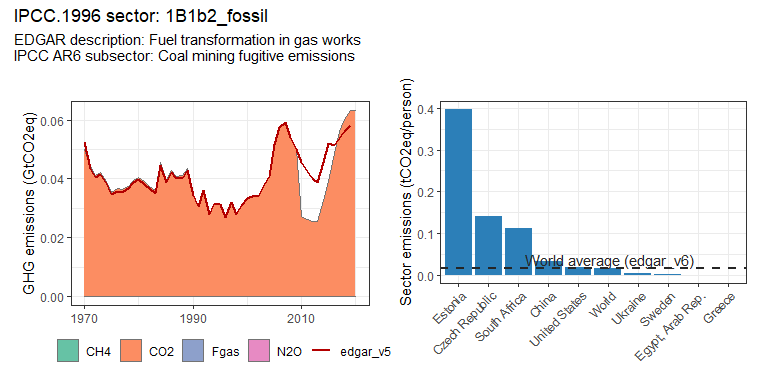 IPCC.1996 sector: 1B1b2_fossil
EDGAR description: Fuel transformation in gas works
IPCC AR6 subsector: Coal mining fugitive emissions
GHG emissions (GtCO2eq)
0.06
0.04
0.02
0.00
1970
1990
2010
CH4
CO2
Fgas
N2O
edgar_v5
Sector emissions (tCO2eq/person)
0.4
0.3
0.2
0.1
0.0
World average (edgar_v6)
Estonia
Czech Republic
South Africa
China
United States
World
Ukraine
Sweden
Egypt, Arab Rep.
Greece